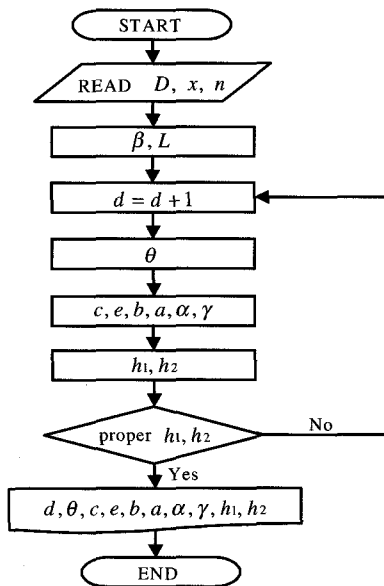 START
READ D, x, n
β, L
d = d + 1
θ
c, e, b, a, α, γ
h1, h2
proper h1, h2
No
Yes
d, θ, c, e, b, a, α, γ, h1, h2
END